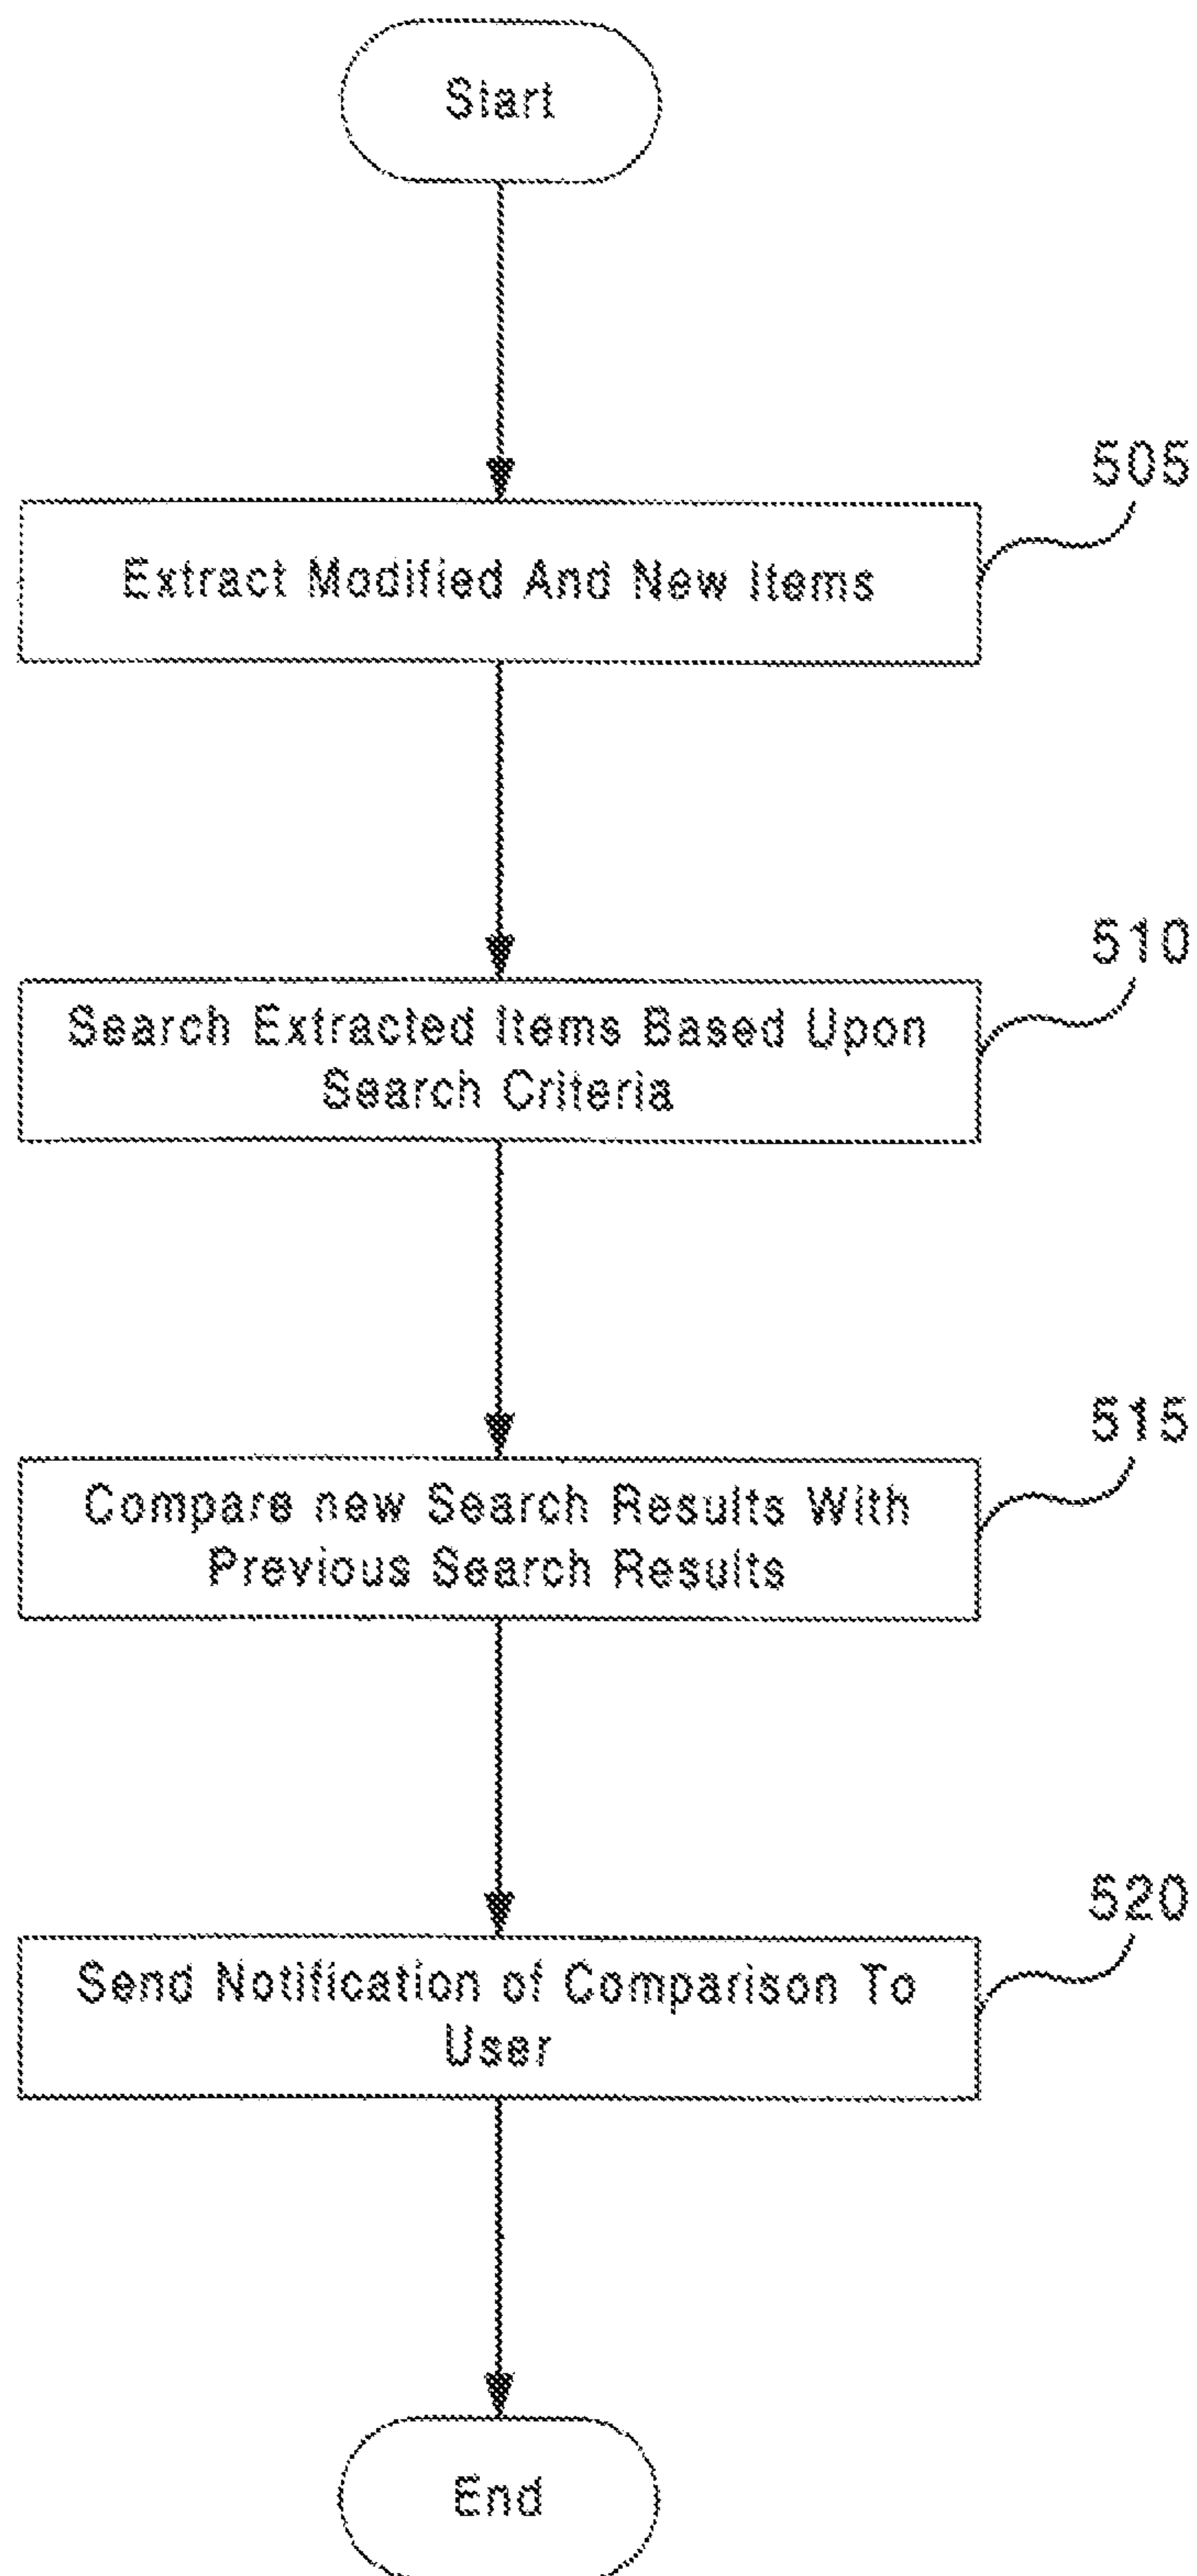 Start
505
Extract Modified And New Items
510
Search Extracted Items Based Upon
Search Criteria
515
Compare new Search Results With
Previous Search Results
520
Send Notification of Comparison To
User
End